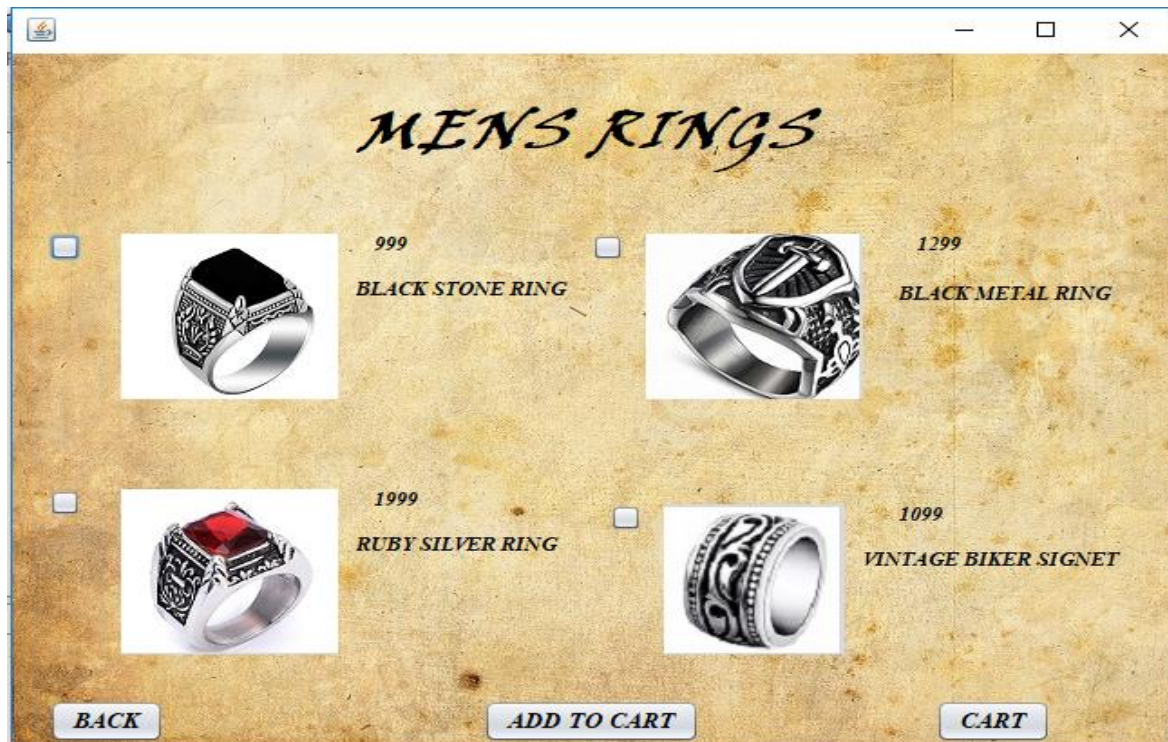 MENS RINGS
999
BLACK STONE RING
1299
BLACK METAL RING
1999
RUBY SILVER RING
1099
VINTAGE BIKER SIGNET
BACK
ADD TO CART
CART